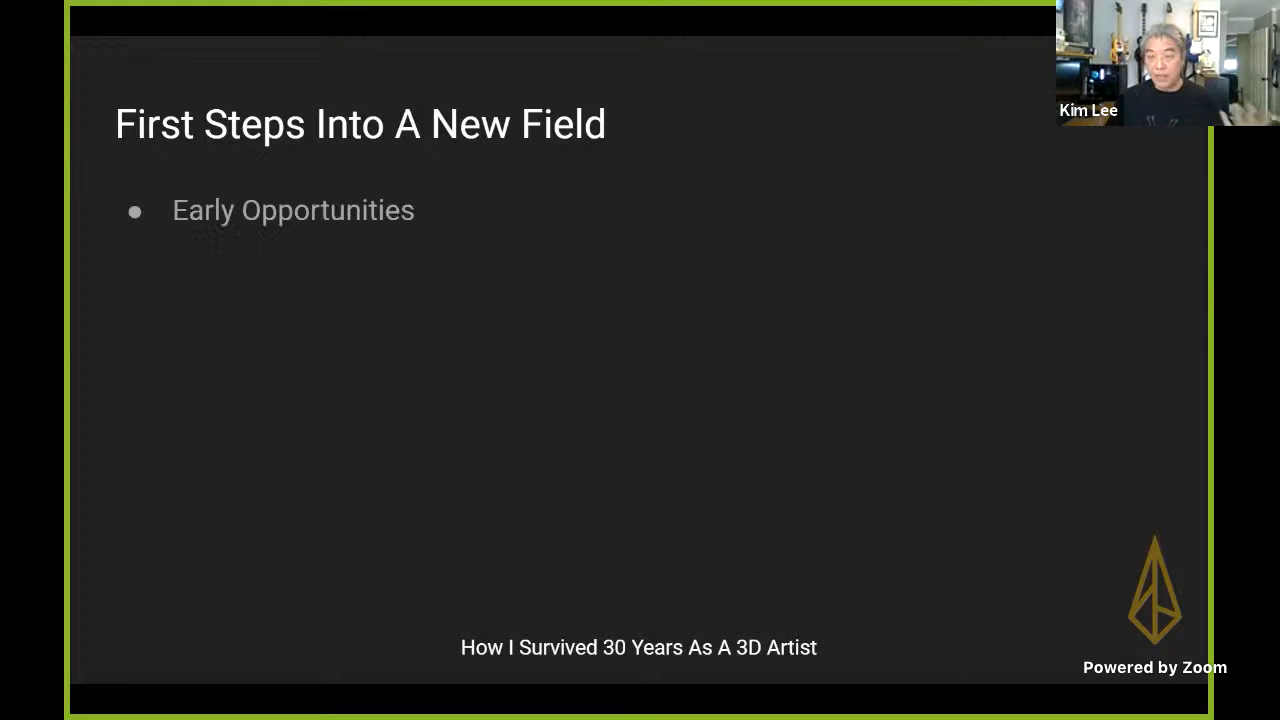 First Steps Into A New Field
Kim Lee
● Early Opportunities
How I Survived 30 Years As A 3D Artist
Powered by Zoom